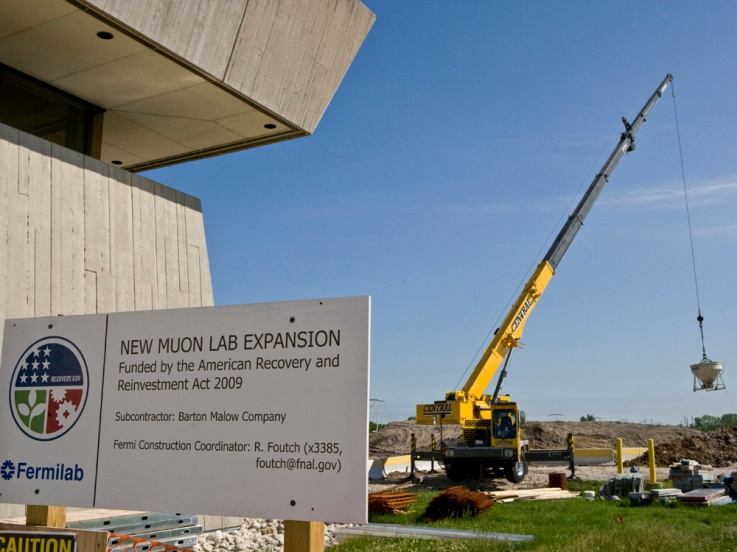 NEW MUON LAB EXPANSION
Funded by the American Recovery and
Reinvestment Act 2009
Subcontractor: Barton Malow Company
Fermi Construction Coordinator: R. Foutch (x3385,
foutch@fnal.gov)
RECOVERY.GOV
Fermilab
CAUTION
CENTRAL
CENTRAL